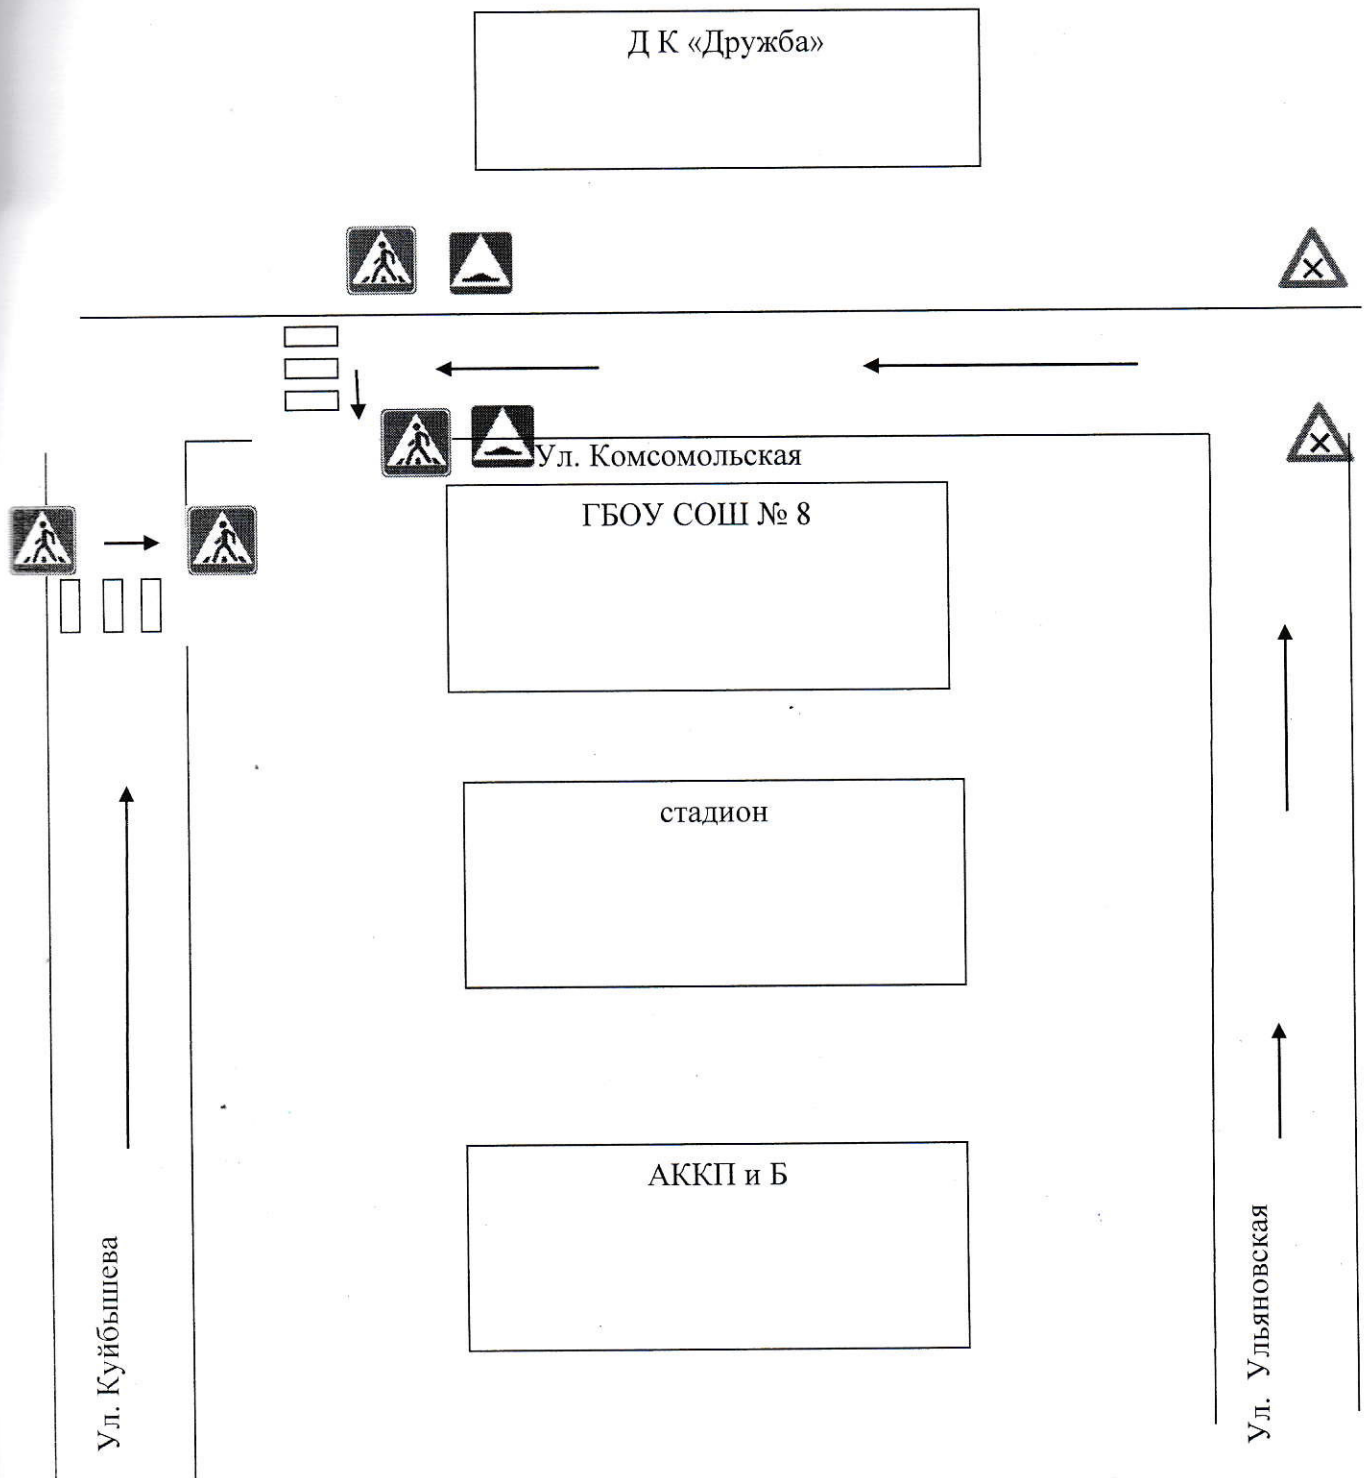 Д К «Дружба»
Ул. Комсомольская
ГБОУ СОШ № 8
стадион
АККП и Б
Ул. Куйбышева
Ул. Ульяновская